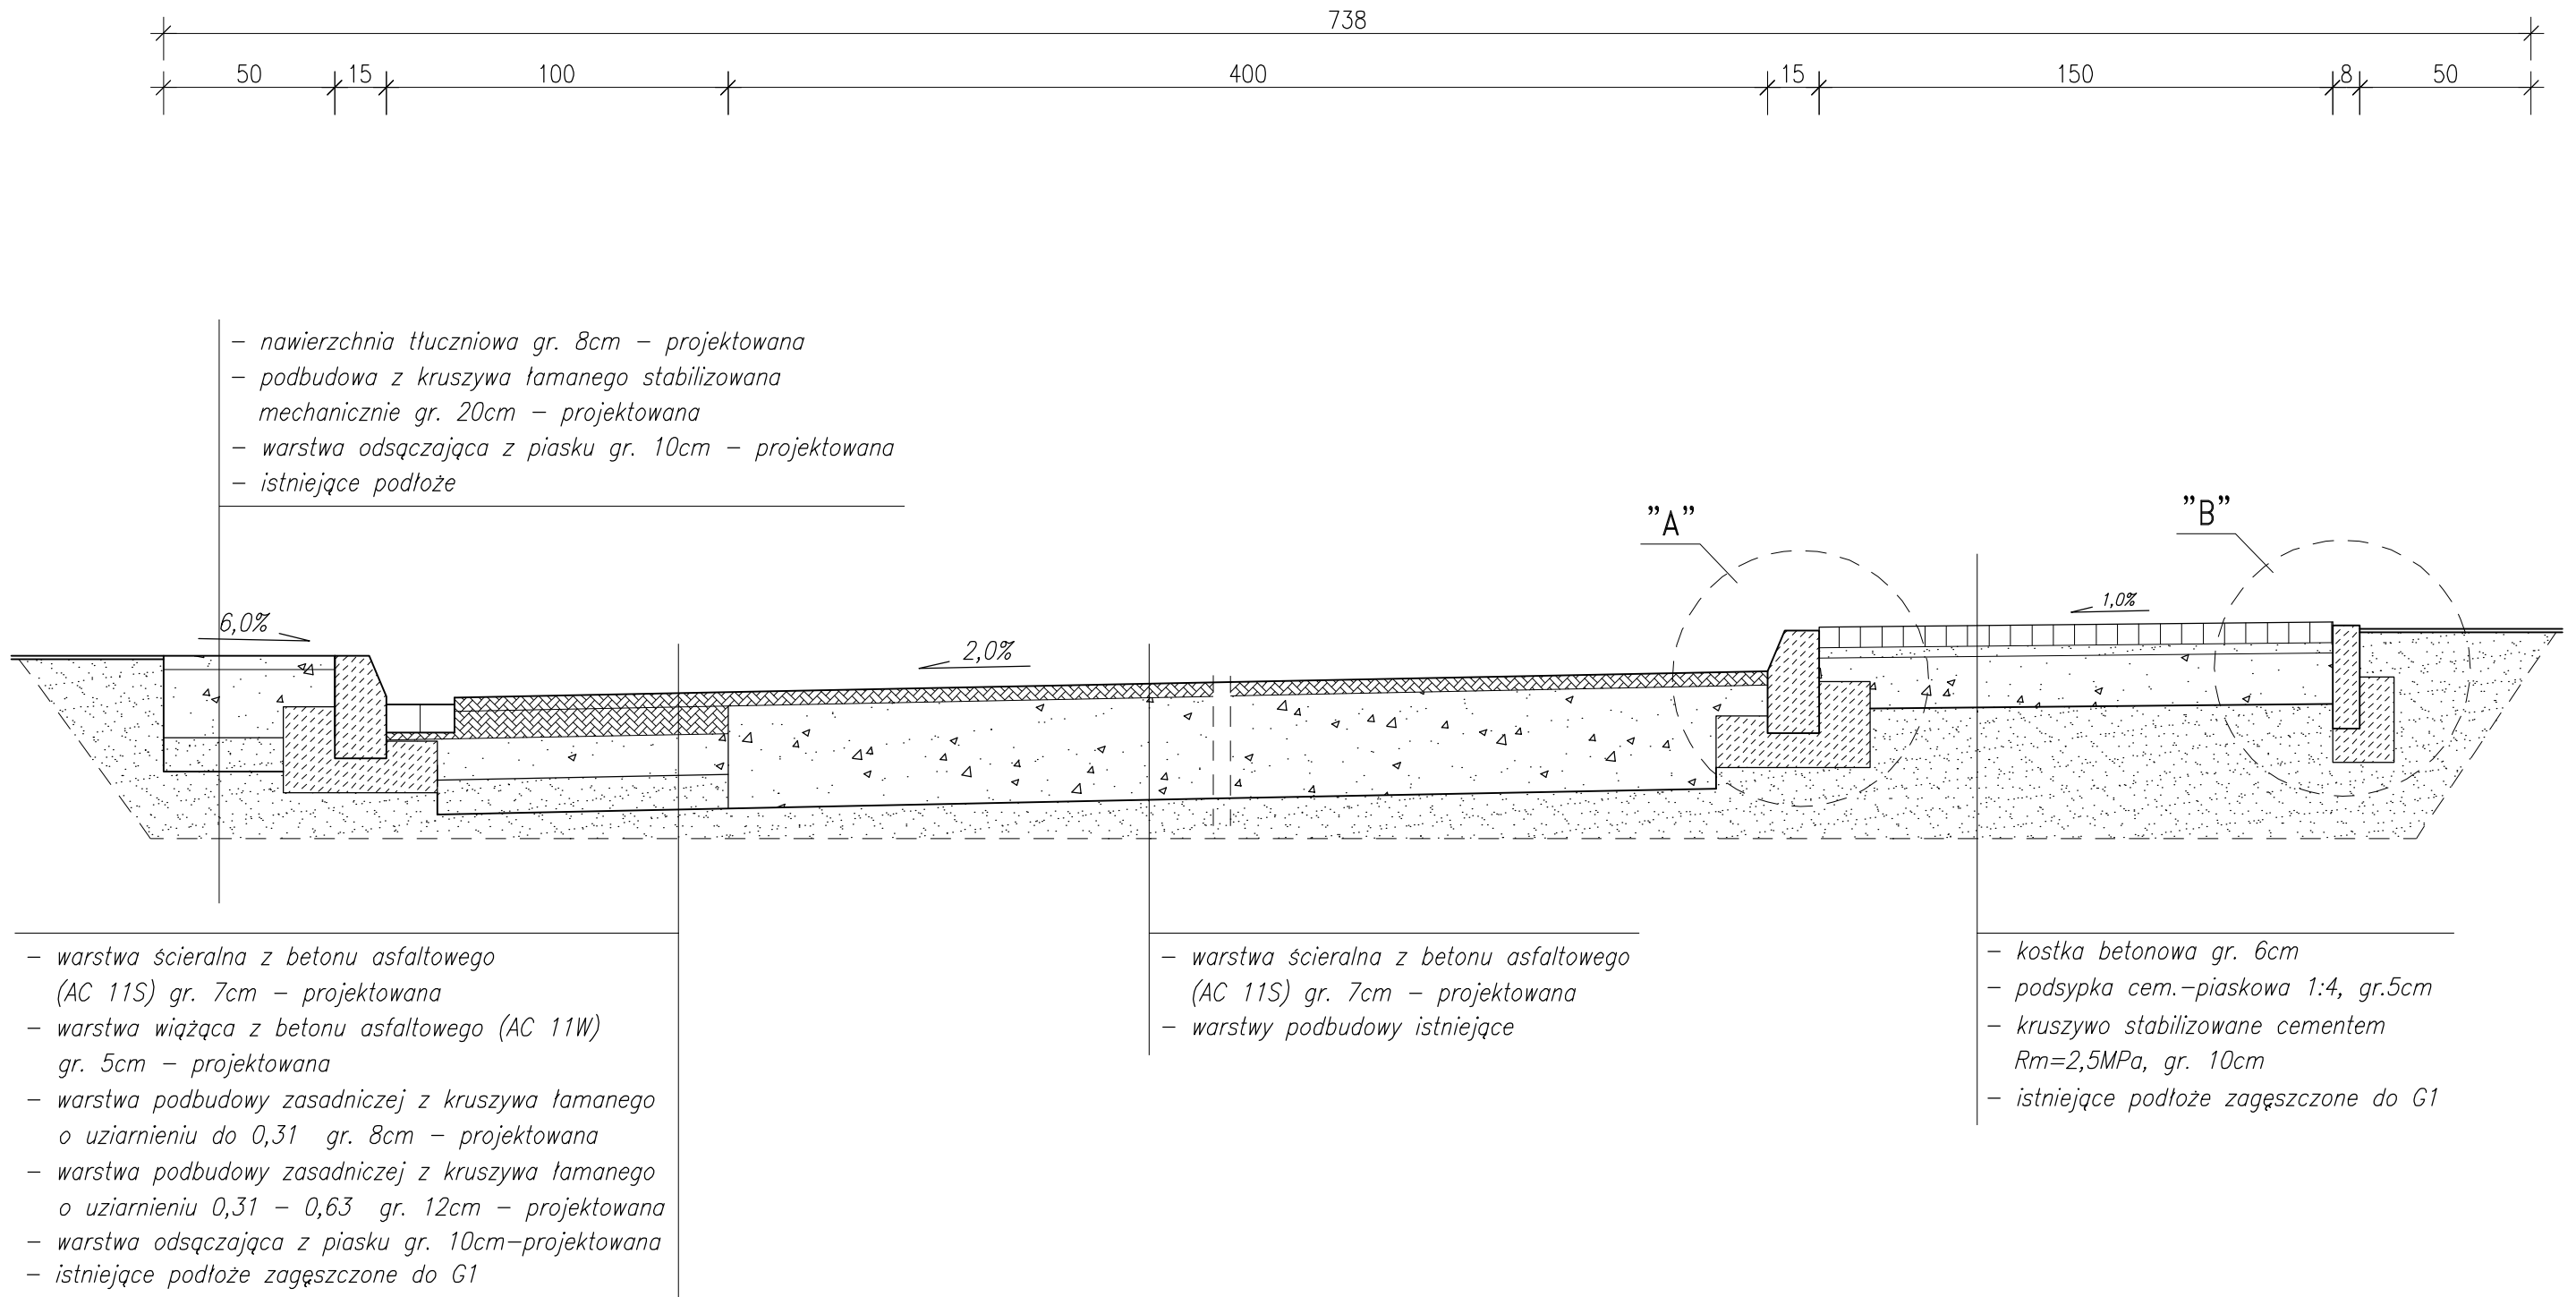 738
50 15 100 400 15 150 8 50
- nawierzchnia tłuczniowa gr. 8cm - projektowana
- podbudowa z kruszywa łamanego stabilizowana
mechanicznie gr. 20cm - projektowana
- warstwa odsączająca z piasku gr. 10cm - projektowana
- istniejące podłoże
"A"
"B"
6,0%
2,0%
1,0%
- warstwa ścieralna z betonu asfaltowego
(AC 11S) gr. 7cm - projektowana
- warstwa wiążąca z betonu asfaltowego (AC 11W)
gr. 5cm - projektowana
- warstwa podbudowy zasadniczej z kruszywa łamanego
o uziarnieniu do 0,31 gr. 8cm - projektowana
- warstwa podbudowy zasadniczej z kruszywa łamanego
o uziarnieniu 0,31 - 0,63 gr. 12cm - projektowana
- warstwa odsączająca z piasku gr. 10cm-projektowana
- istniejące podłoże zagęszczone do G1
- warstwa ścieralna z betonu asfaltowego
(AC 11S) gr. 7cm - projektowana
- warstwy podbudowy istniejące
- kostka betonowa gr. 6cm
- podsypka cem.-piaskowa 1:4, gr.5cm
- kruszywo stabilizowane cementem
Rm=2,5MPa, gr. 10cm
- istniejące podłoże zagęszczone do G1